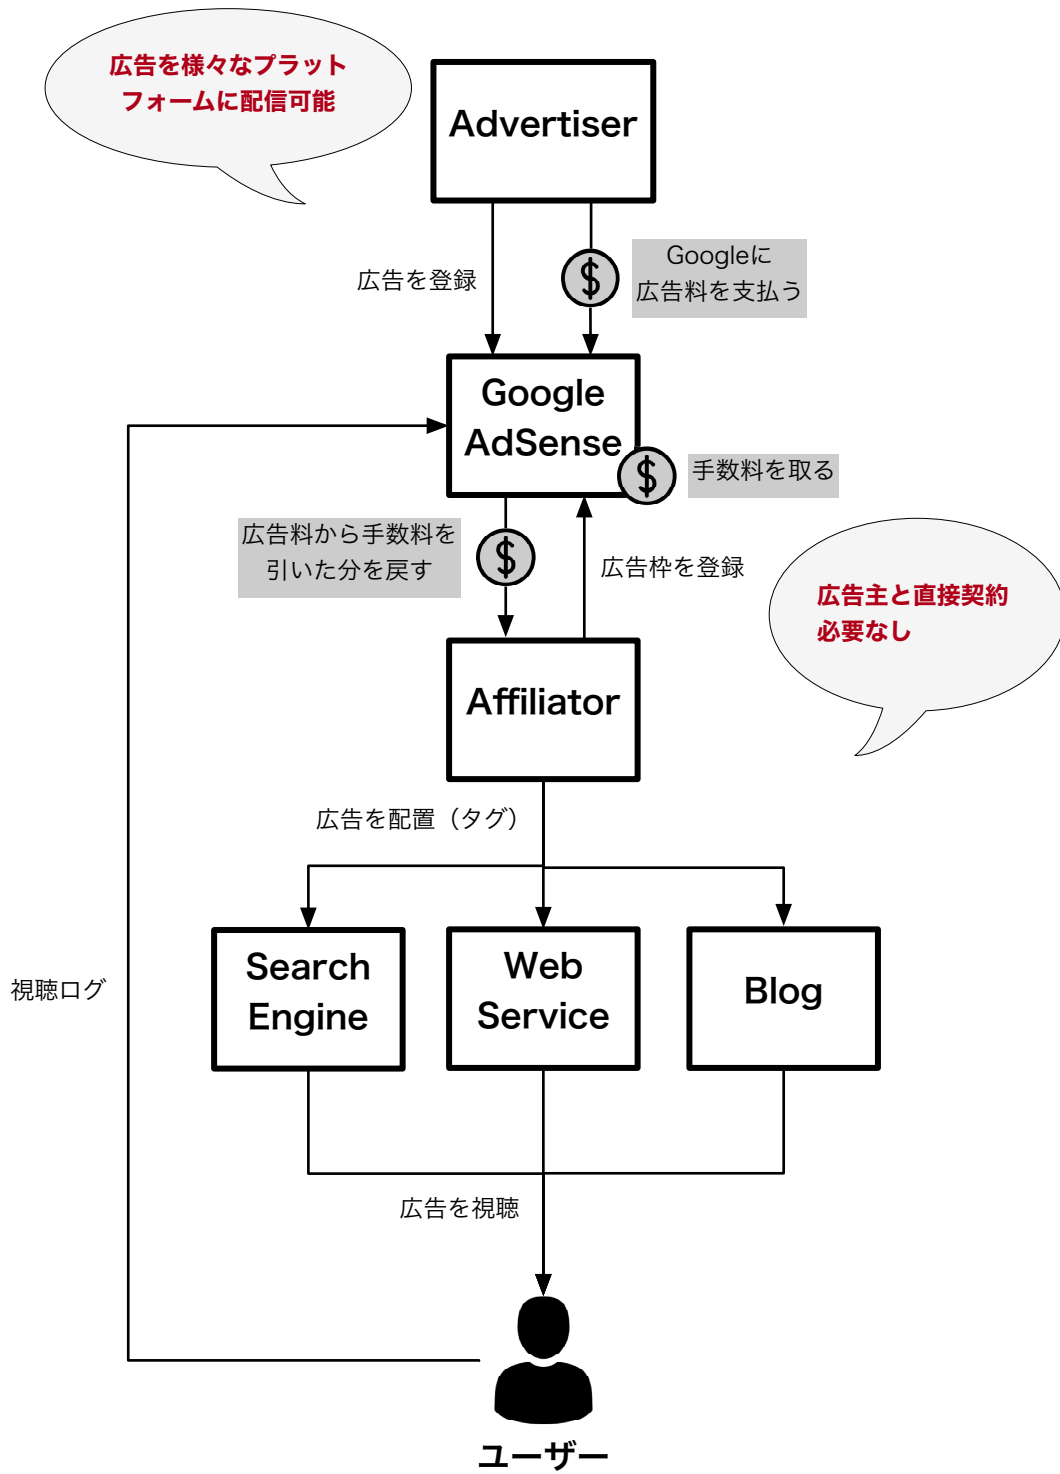 広告を様々なプラット
フォームに配信可能
Advertiser
広告を登録
Googleに
広告料を支払う
Google
AdSense
手数料を取る
広告料から手数料を
引いた分を戻す
広告枠を登録
広告主と直接契約
必要なし
Affiliator
広告を配置（タグ）
Search
Engine
Web
Service
Blog
視聴ログ
広告を視聴
ユーザー